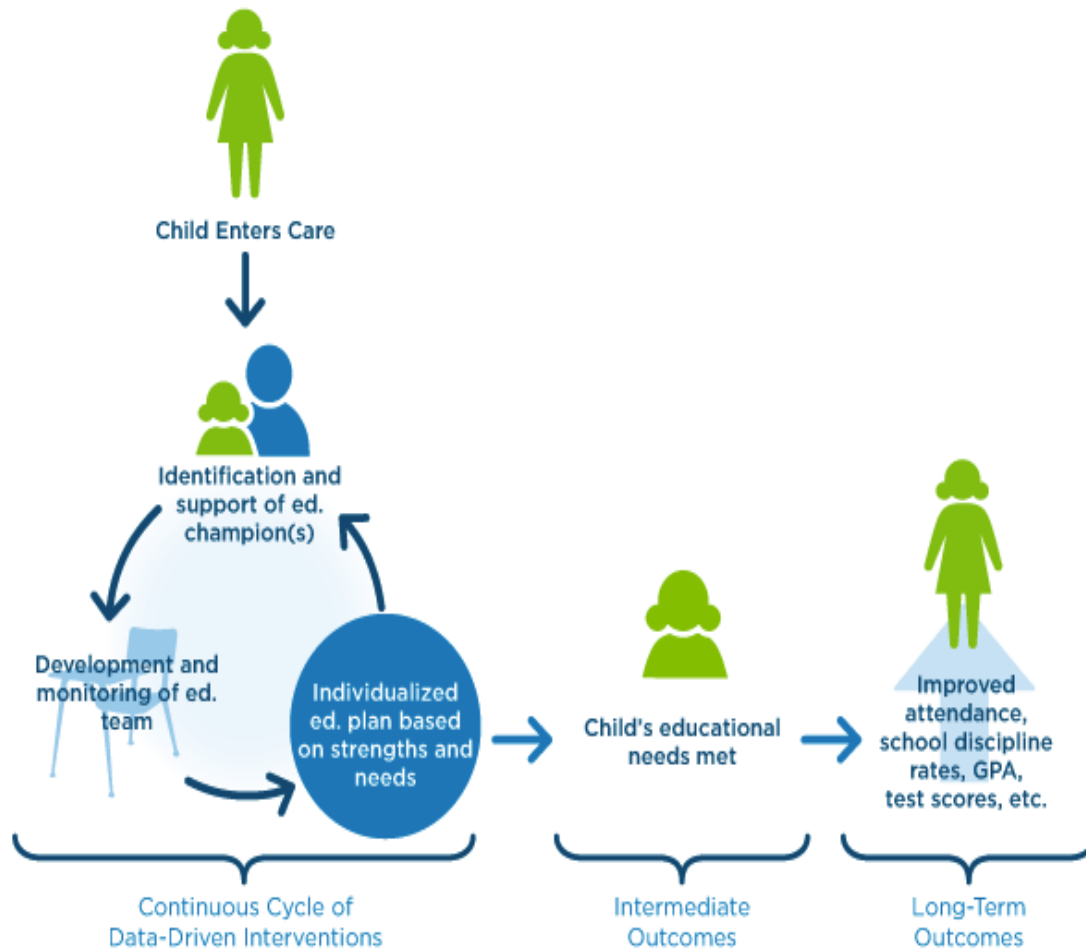 Child Enters Care
Identification and
support of ed.
champion(s)
Development and
monitoring of ed.
team
Individualized
ed. plan based
on strengths and
needs
Child's educational
needs met
Improved
attendance,
school discipline
rates, GPA,
test scores, etc.
Continuous Cycle of
Data-Driven Interventions
Intermediate
Outcomes
Long-Term
Outcomes